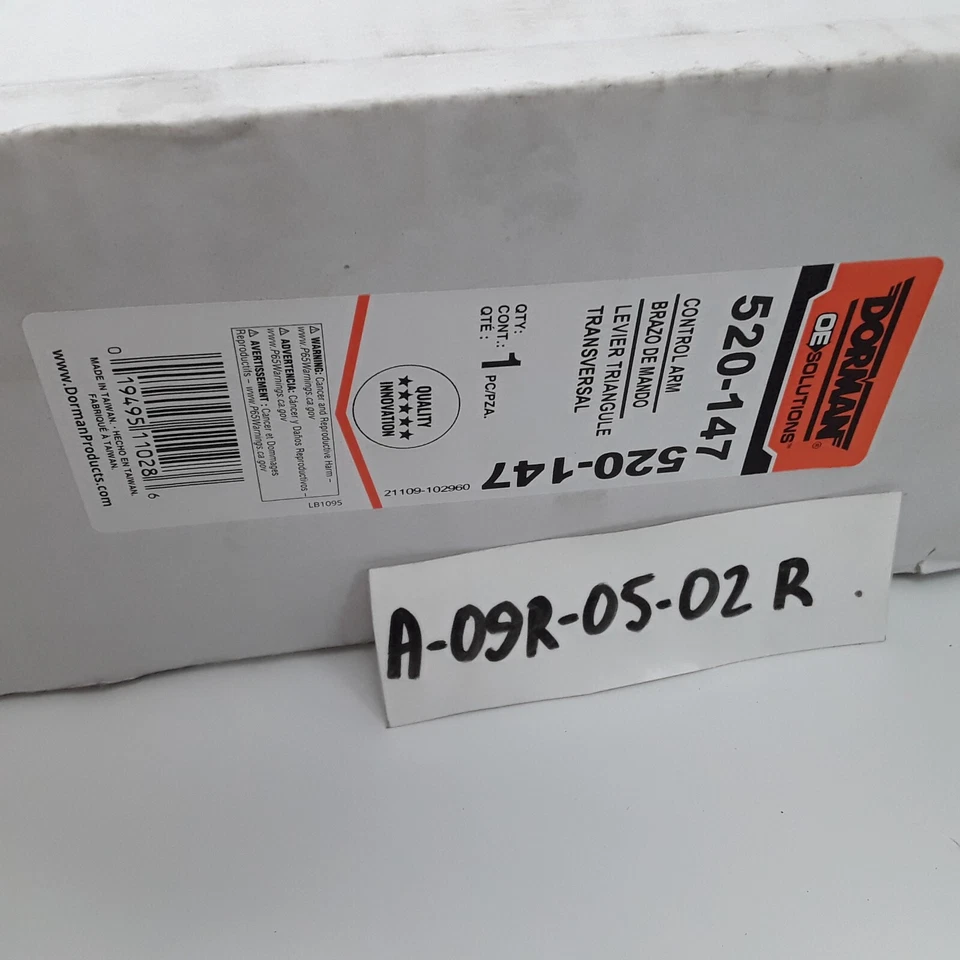 DORMAN®
OE SOLUTIONS™
520-147
520-147
CONTROL ARM
BRAZO DE MANDO
LEVIER TRIANGULE
TRANSVERSAL
QTY:
CONT.: 1 PC/PZA.
QTÉ :
21109-102960
QUALITY
★★★★★
INNOVATION
⚠ WARNING: Cancer and Reproductive Harm –
www.P65Warnings.ca.gov
⚠ ADVERTENCIA: Cáncer y Daños Reproductivos –
www.P65Warnings.ca.gov
⚠ AVERTISSEMENT : Cancer et Dommages
Reproductifs – www.P65Warnings.ca.gov
LB1095
0 19495 11028 6
MADE IN TAIWAN. · HECHO EN TAIWAN.
FABRIQUÉ À TAIWAN.
www.DormanProducts.com
A-09R-05-02 R .